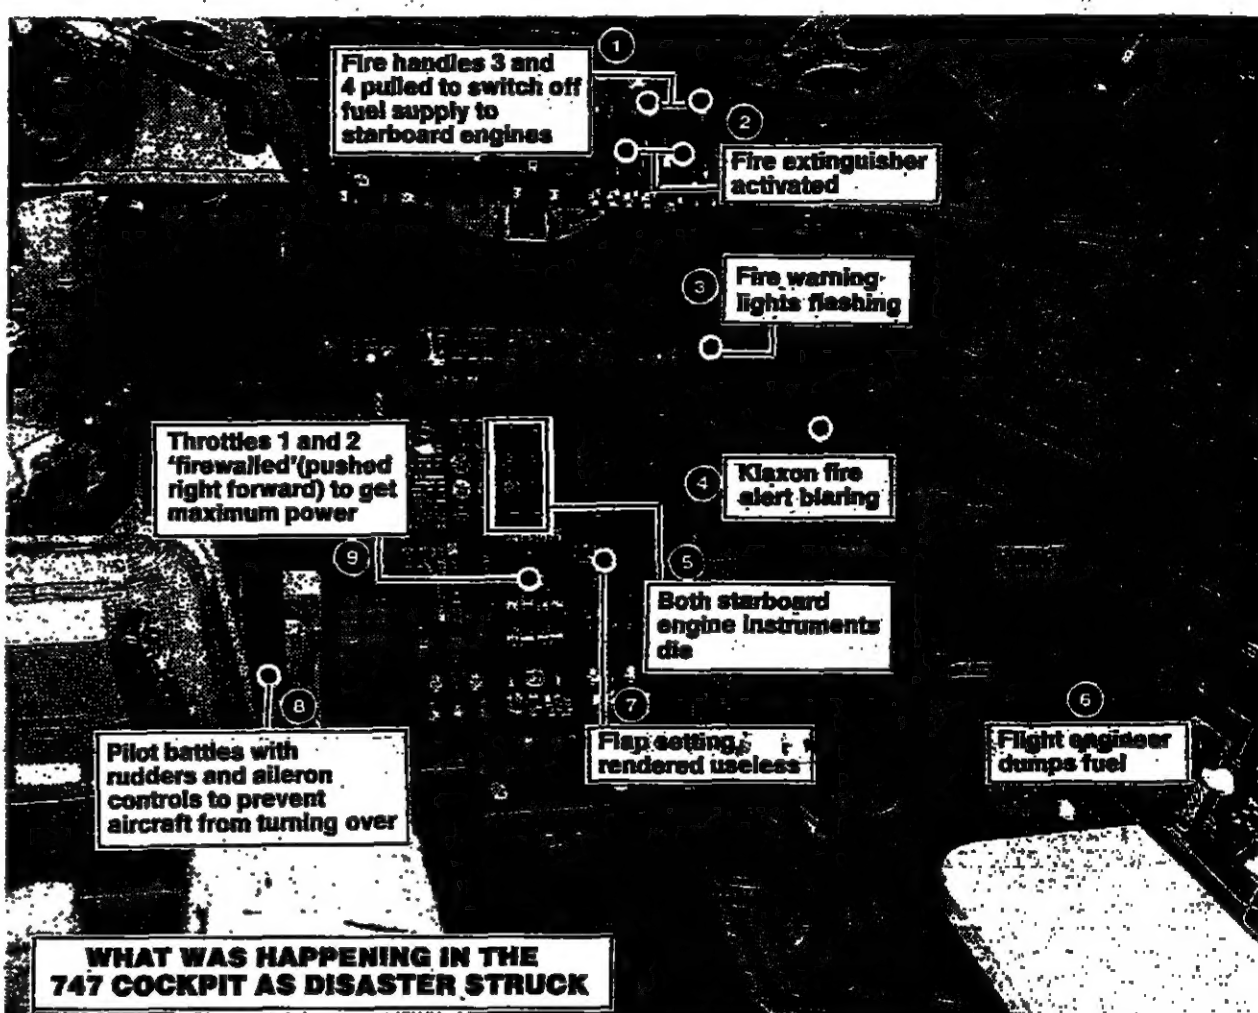 1
Fire handles 3 and
4 pulled to switch off
fuel supply to
starboard engines
2
Fire extinguisher
activated
3
Fire warning
lights flashing
4
Klaxon fire
alert blaring
Throttles 1 and 2
'firewalled'(pushed
right forward) to get
maximum power
9
5
Both starboard
engine instruments
die
6
Flight engineer
dumps fuel
7
Flap setting
rendered useless
8
Pilot battles with
rudders and aileron
controls to prevent
aircraft from turning over
WHAT WAS HAPPENING IN THE
747 COCKPIT AS DISASTER STRUCK